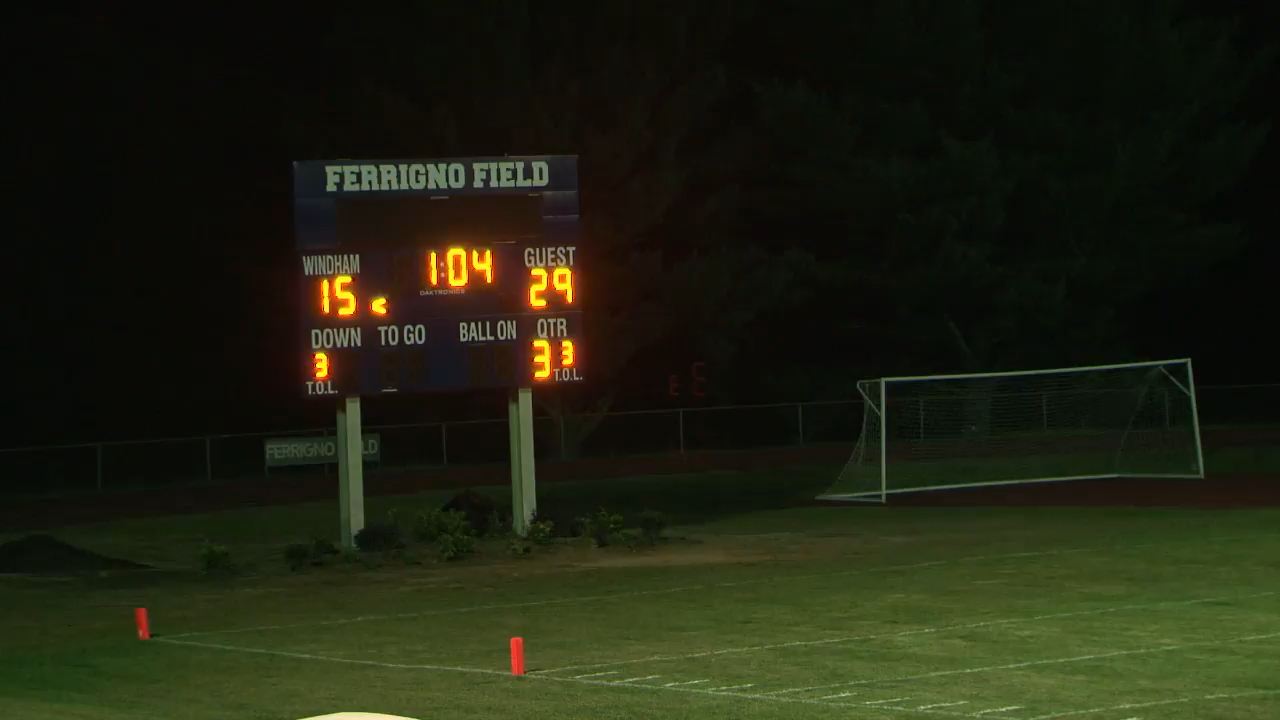 FERRIGNO FIELD
WINDHAM 1:04 GUEST
15 29
DAKTRONICS
DOWN TO GO BALL ON QTR
3 3 3
T.O.L. T.O.L.
FERRIGNO